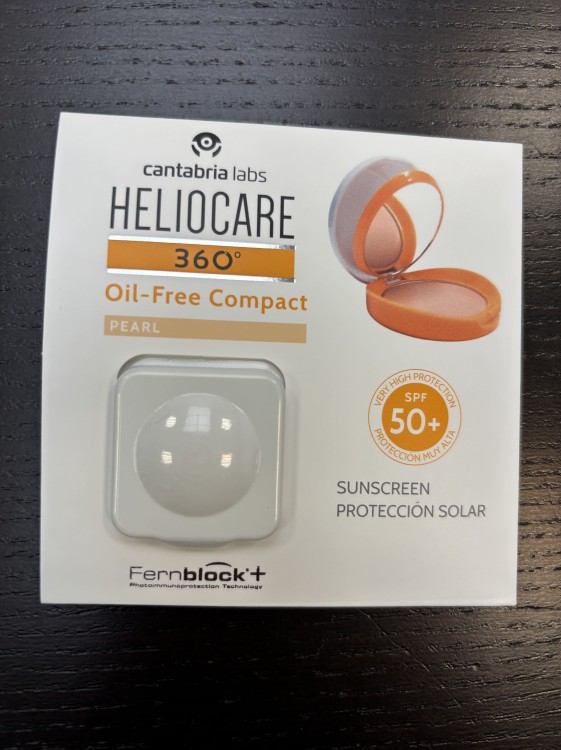 cantabria labs
HELIOCARE
360°
Oil-Free Compact
PEARL
VERY HIGH PROTECTION
SPF
50+
PROTECCIÓN MUY ALTA
SUNSCREEN
PROTECCIÓN SOLAR
Fernblock®+
Photoimmunoprotection Technology